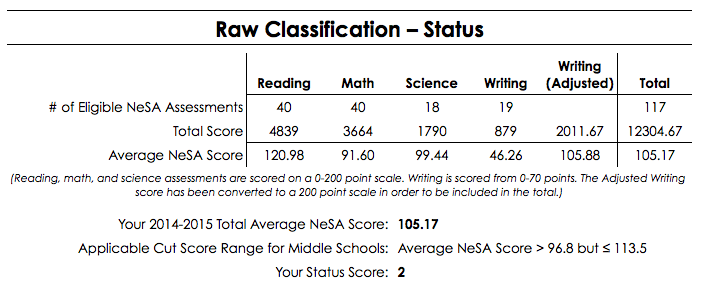 Raw Classification – Status
Reading Math Science Writing Writing (Adjusted) Total
# of Eligible NeSA Assessments 40 40 18 19 117
Total Score 4839 3664 1790 879 2011.67 12304.67
Average NeSA Score 120.98 91.60 99.44 46.26 105.88 105.17
(Reading, math, and science assessments are scored on a 0-200 point scale. Writing is scored from 0-70 points. The Adjusted Writing
score has been converted to a 200 point scale in order to be included in the total.)
Your 2014-2015 Total Average NeSA Score: 105.17
Applicable Cut Score Range for Middle Schools: Average NeSA Score > 96.8 but ≤ 113.5
Your Status Score: 2